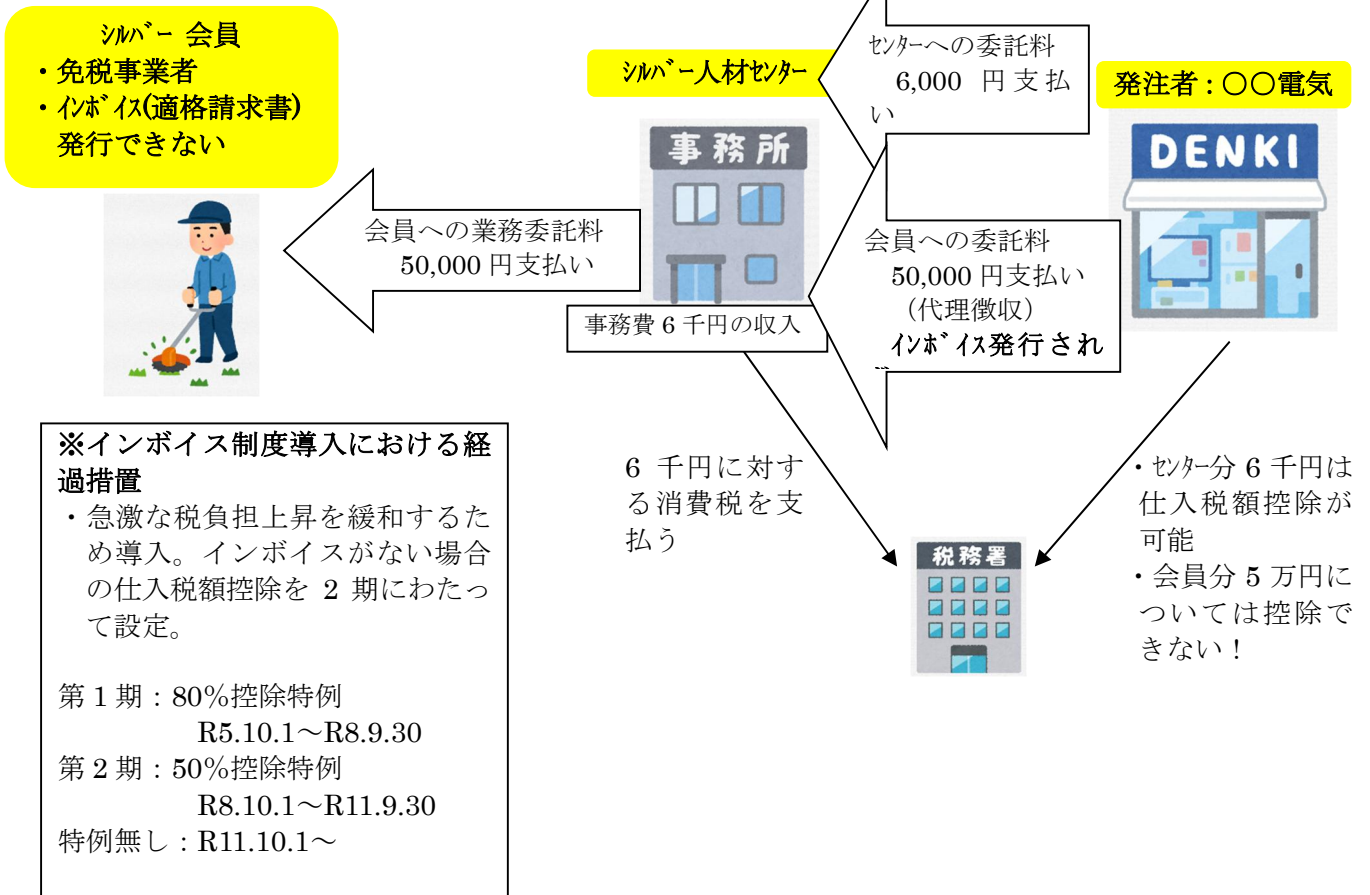 ｼﾙﾊﾞｰ 会員
・免税事業者
・ｲﾝﾎﾞｲｽ(適格請求書)
発行できない
ｼﾙﾊﾞｰ人材ｾﾝﾀｰ
ｾﾝﾀｰへの委託料
6,000 円支払
い
発注者：〇〇電気
事務所
DENKI
会員への業務委託料
50,000 円支払い
会員への委託料
50,000 円支払い
（代理徴収）
ｲﾝﾎﾞｲｽ発行され
事務費 6 千円の収入
※インボイス制度導入における経
過措置
・急激な税負担上昇を緩和するた
め導入。インボイスがない場合
の仕入税額控除を 2 期にわたっ
て設定。
第 1 期：80％控除特例
R5.10.1～R8.9.30
第 2 期：50％控除特例
R8.10.1～R11.9.30
特例無し：R11.10.1～
6 千円に対す
る消費税を支
払う
税務署
・ｾﾝﾀｰ分 6 千円は
仕入税額控除が
可能
・会員分 5 万円に
ついては控除で
きない！